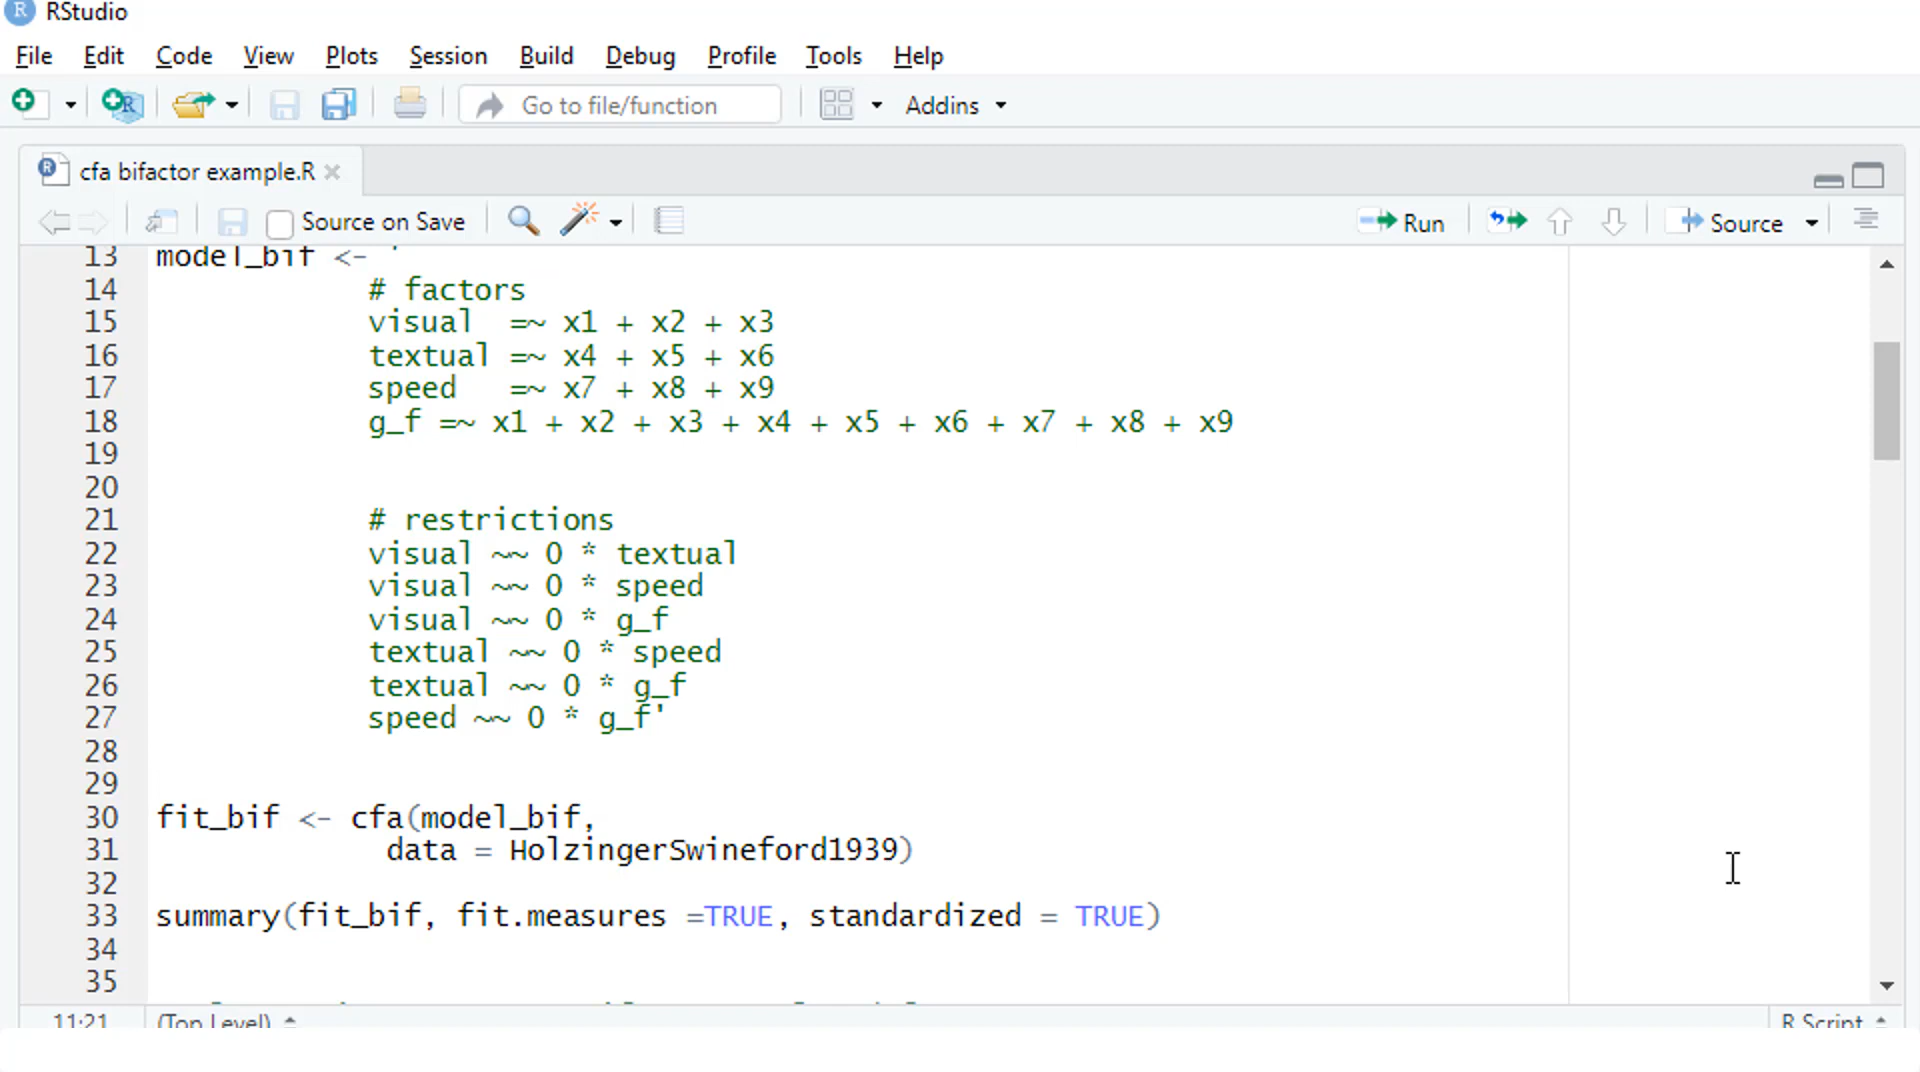 RStudio
File Edit Code View Plots Session Build Debug Profile Tools Help
Go to file/function Addins
cfa bifactor example.R
Source on Save Run Source
13 model_bif <- '
14 # factors
15 visual =~ x1 + x2 + x3
16 textual =~ x4 + x5 + x6
17 speed =~ x7 + x8 + x9
18 g_f =~ x1 + x2 + x3 + x4 + x5 + x6 + x7 + x8 + x9
19
20
21 # restrictions
22 visual ~~ 0 * textual
23 visual ~~ 0 * speed
24 visual ~~ 0 * g_f
25 textual ~~ 0 * speed
26 textual ~~ 0 * g_f
27 speed ~~ 0 * g_f'
28
29
30 fit_bif <- cfa(model_bif,
31 data = HolzingerSwineford1939)
32
33 summary(fit_bif, fit.measures =TRUE, standardized = TRUE)
34
35
11:21 (Top Level) R Script